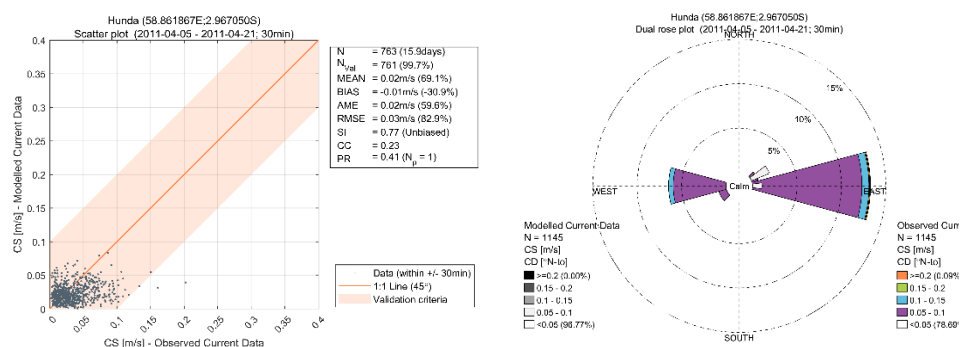 Hunda (58.861867E;2.967050S)
Scatter plot (2011-04-05 - 2011-04-21; 30min)
CS [m/s] - Modelled Current Data
0.4
0.35
0.3
0.25
0.2
0.15
0.1
0.05
0
0
0.05
0.1
0.15
0.2
0.25
0.3
0.35
0.4
CS [m/s] - Observed Current Data
N = 763 (15.9days)
N_Val = 761 (99.7%)
MEAN = 0.02m/s (69.1%)
BIAS = -0.01m/s (-30.9%)
AME = 0.02m/s (59.6%)
RMSE = 0.03m/s (82.9%)
SI = 0.77 (Unbiased)
CC = 0.23
PR = 0.41 (N_p = 1)
Data (within +/- 30min)
1:1 Line (45°)
Validation criteria
Hunda (58.861867E;2.967050S)
Dual rose plot (2011-04-05 - 2011-04-21; 30min)
NORTH
15%
10%
5%
WEST
Calm
EAST
SOUTH
Modelled Current Data
N = 1145
CS [m/s]
CD [°N-to]
>=0.2 (0.00%)
0.15 - 0.2
0.1 - 0.15
0.05 - 0.1
<0.05 (96.77%)
Observed Cur
N = 1145
CS [m/s]
CD [°N-to]
>=0.2 (0.09%
0.15 - 0.2
0.1 - 0.15
0.05 - 0.1
<0.05 (78.69